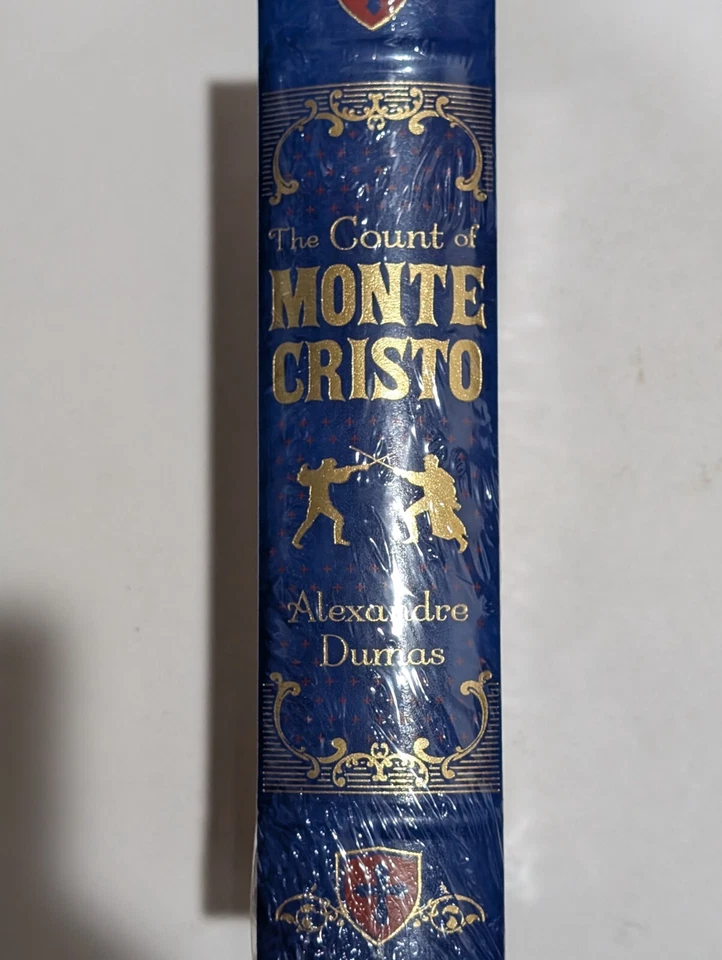 The Count of
MONTE
CRISTO
Alexandre
Dumas